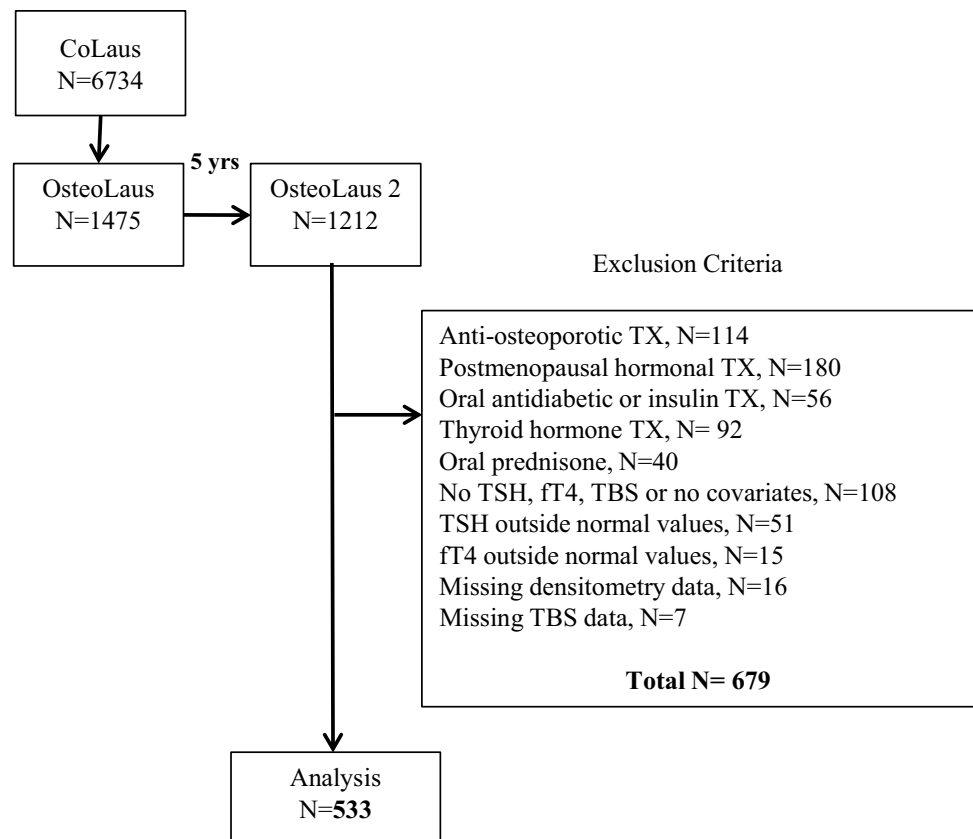 CoLaus
N=6734
5 yrs
OsteoLaus
N=1475
OsteoLaus 2
N=1212
Exclusion Criteria
Anti-osteoporotic TX, N=114
Postmenopausal hormonal TX, N=180
Oral antidiabetic or insulin TX, N=56
Thyroid hormone TX, N= 92
Oral prednisone, N=40
No TSH, fT4, TBS or no covariates, N=108
TSH outside normal values, N=51
fT4 outside normal values, N=15
Missing densitometry data, N=16
Missing TBS data, N=7
Total N= 679
Analysis
N=533